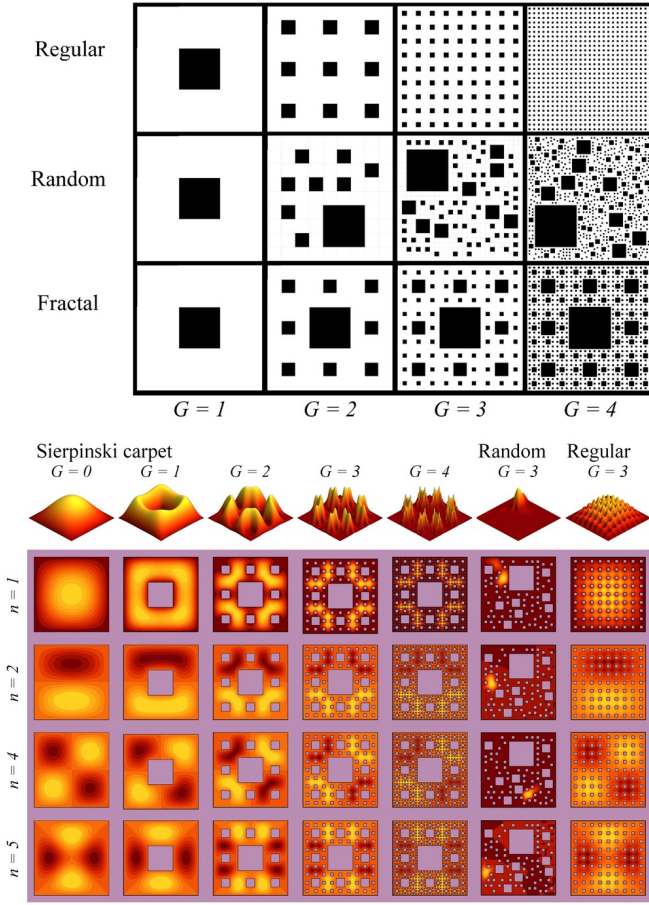 Regular
Random
Fractal
G = 1 G = 2 G = 3 G = 4
Sierpinski carpet Random Regular
G = 0 G = 1 G = 2 G = 3 G = 4 G = 3 G = 3
n = 1
n = 2
n = 4
n = 5